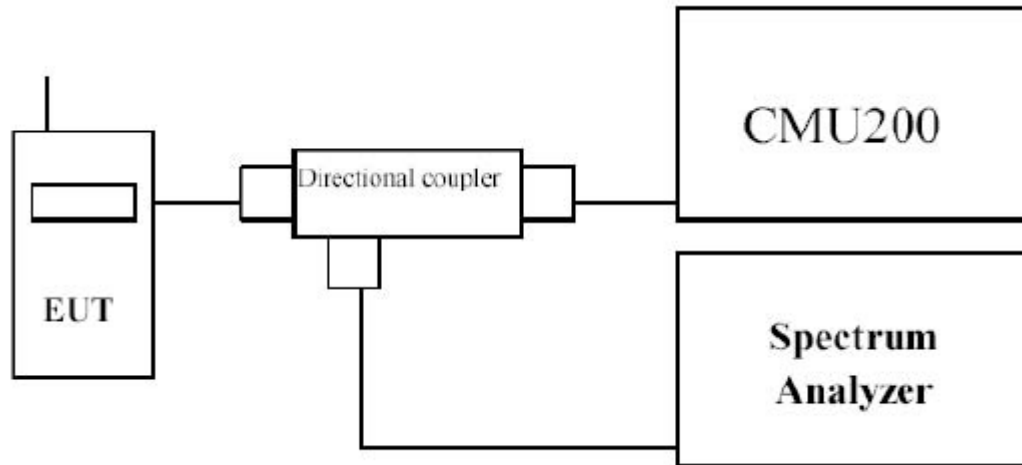 CMU200
Directional coupler
EUT
Spectrum
Analyzer